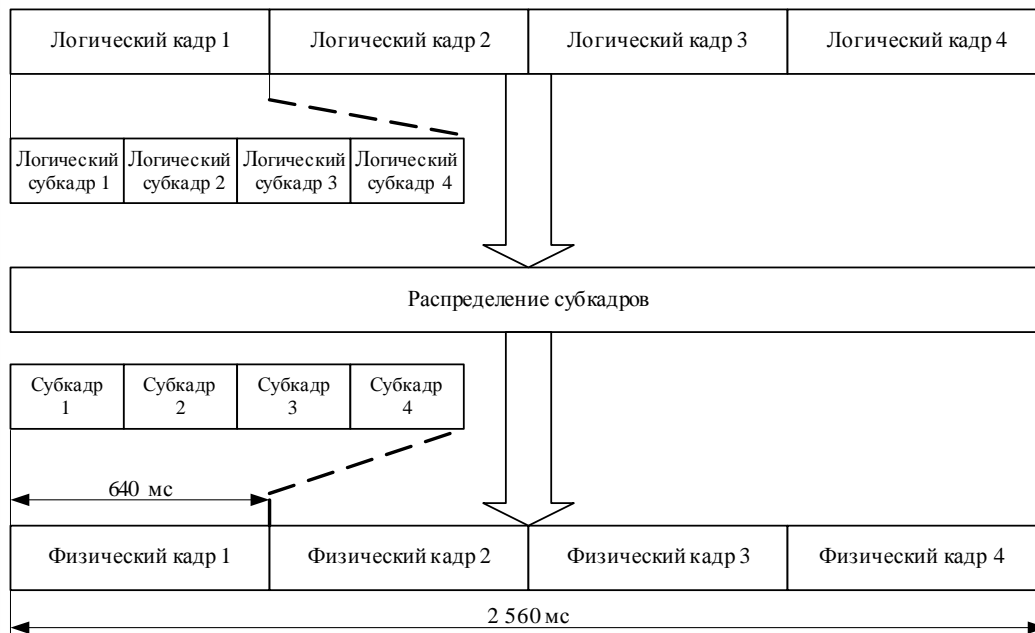 Логический кадр 1 Логический кадр 2 Логический кадр 3 Логический кадр 4
Логический субкадр 1
Логический субкадр 2
Логический субкадр 3
Логический субкадр 4
Распределение субкадров
Субкадр 1
Субкадр 2
Субкадр 3
Субкадр 4
640 мс
Физический кадр 1 Физический кадр 2 Физический кадр 3 Физический кадр 4
2 560 мс